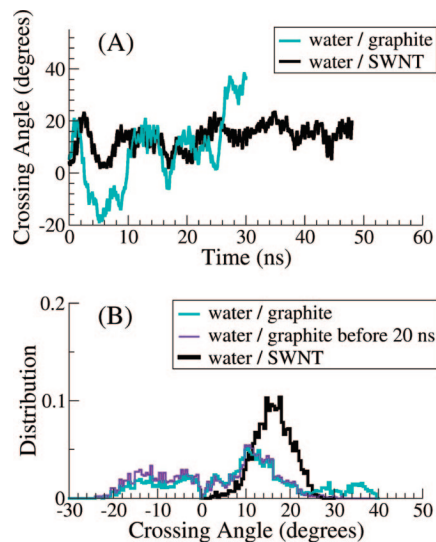 (A)
water / graphite
water / SWNT
Crossing Angle (degrees)
40
20
0
-20
0 10 20 30 40 50 60
Time (ns)
(B)
water / graphite
water / graphite before 20 ns
water / SWNT
Distribution
0.2
0.1
0
-30 -20 -10 0 10 20 30 40 50
Crossing Angle (degrees)